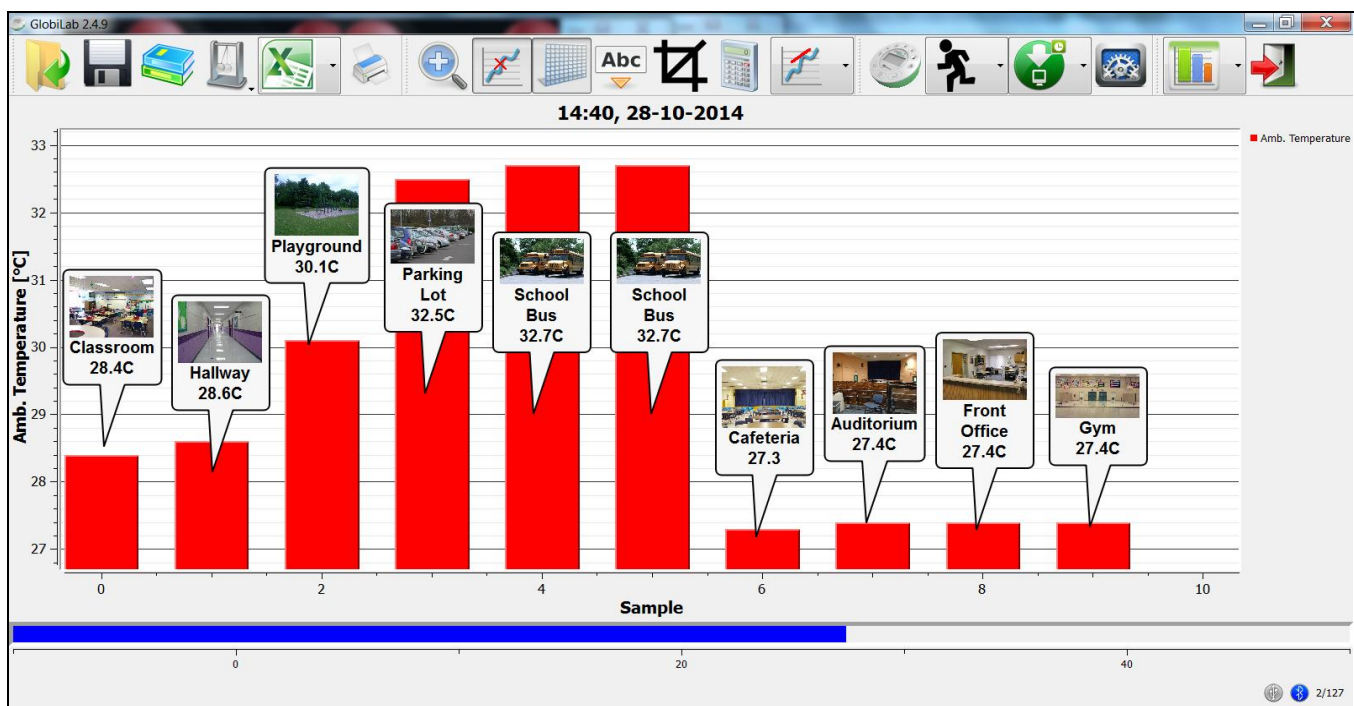 GlobiLab 2.4.9
Abc
14:40, 28-10-2014
Amb. Temperature
Amb. Temperature [°C]
33
32
31
30
29
28
27
Classroom
28.4C
Hallway
28.6C
Playground
30.1C
Parking
Lot
32.5C
School
Bus
32.7C
School
Bus
32.7C
Cafeteria
27.3
Auditorium
27.4C
Front
Office
27.4C
Gym
27.4C
0 2 4 6 8 10
Sample
0 20 40
2/127